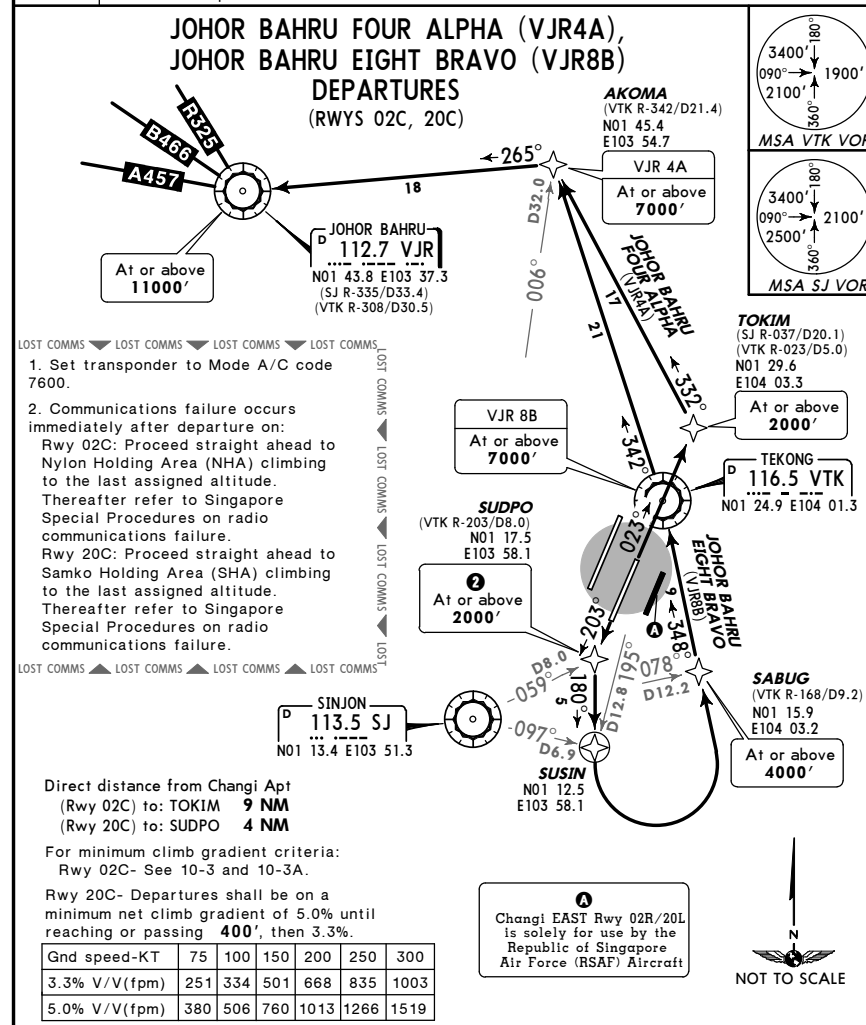 JOHOR BAHRU FOUR ALPHA (VJR4A),
JOHOR BAHRU EIGHT BRAVO (VJR8B)
DEPARTURES
(RWYS 02C, 20C)
180°
3400'
090°
1900'
2100'
360°
MSA VTK VOR
180°
3400'
090°
2100'
2500'
360°
MSA SJ VOR
R325
B466
A457
At or above
11000'
JOHOR BAHRU
D 112.7 VJR
N01 43.8 E103 37.3
(SJ R-335/D33.4)
(VTK R-308/D30.5)
265°
18
AKOMA
(VTK R-342/D21.4)
N01 45.4
E103 54.7
VJR 4A
At or above
7000'
D32.0
006°
JOHOR BAHRU
FOUR ALPHA
(VJR4A)
17
21
332°
342°
TOKIM
(SJ R-037/D20.1)
(VTK R-023/D5.0)
N01 29.6
E104 03.3
At or above
2000'
VJR 8B
At or above
7000'
TEKONG
D 116.5 VTK
N01 24.9 E104 01.3
LOST COMMS LOST COMMS LOST COMMS LOST COMMS
LOST COMMS LOST COMMS LOST COMMS LOST
1. Set transponder to Mode A/C code
7600.
2. Communications failure occurs
immediately after departure on:
Rwy 02C: Proceed straight ahead to
Nylon Holding Area (NHA) climbing
to the last assigned altitude.
Thereafter refer to Singapore
Special Procedures on radio
communications failure.
Rwy 20C: Proceed straight ahead to
Samko Holding Area (SHA) climbing
to the last assigned altitude.
Thereafter refer to Singapore
Special Procedures on radio
communications failure.
LOST COMMS LOST COMMS LOST COMMS LOST COMMS
SUDPO
(VTK R-203/D8.0)
N01 17.5
E103 58.1
2
At or above
2000'
023°
203°
A
JOHOR BAHRU
EIGHT BRAVO
(VJR8B)
9
348°
D8.0
059°
180°
5
195°
D12.8
078°
D12.2
SABUG
(VTK R-168/D9.2)
N01 15.9
E104 03.2
At or above
4000'
SINJON
D 113.5 SJ
N01 13.4 E103 51.3
097°
D6.9
SUSIN
N01 12.5
E103 58.1
Direct distance from Changi Apt
(Rwy 02C) to: TOKIM 9 NM
(Rwy 20C) to: SUDPO 4 NM
For minimum climb gradient criteria:
Rwy 02C- See 10-3 and 10-3A.
Rwy 20C- Departures shall be on a
minimum net climb gradient of 5.0% until
reaching or passing 400', then 3.3%.
Gnd speed-KT 75 100 150 200 250 300
3.3% V/V(fpm) 251 334 501 668 835 1003
5.0% V/V(fpm) 380 506 760 1013 1266 1519
A
Changi EAST Rwy 02R/20L
is solely for use by the
Republic of Singapore
Air Force (RSAF) Aircraft
N
NOT TO SCALE